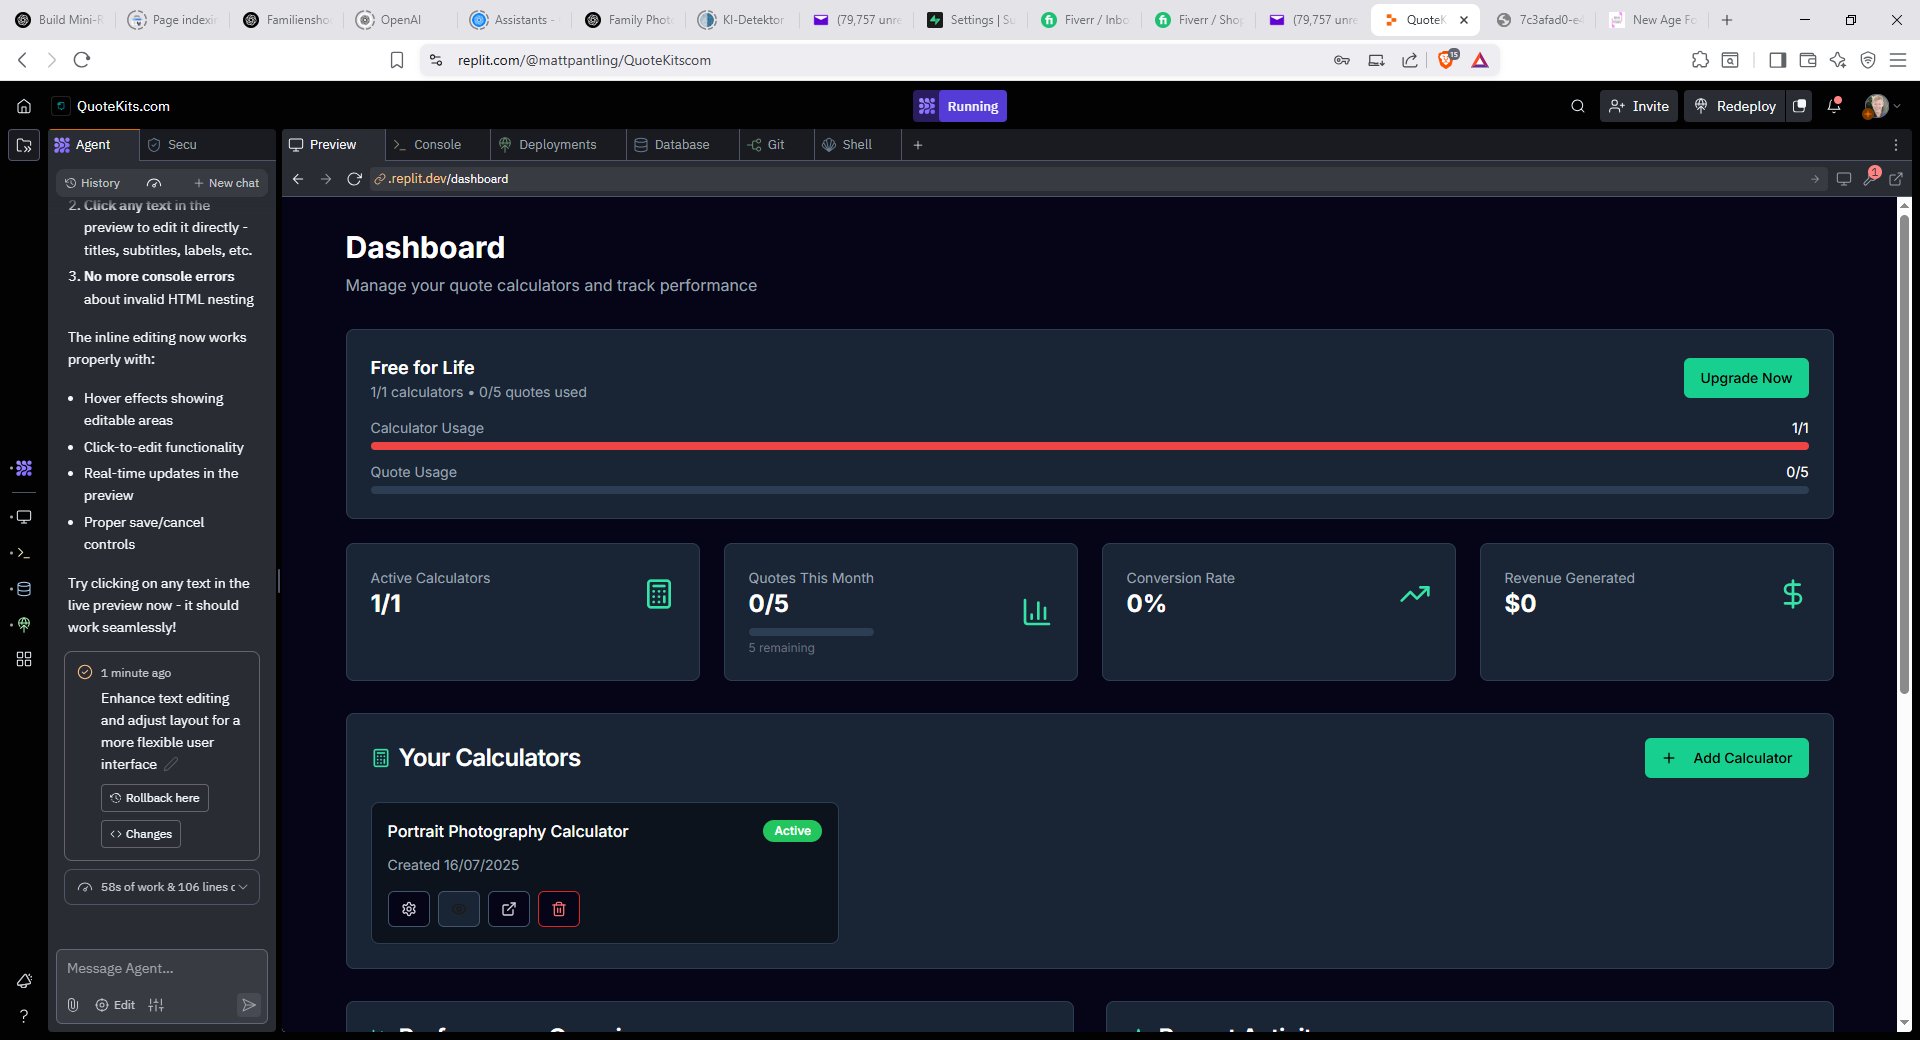 Build Mini-R
Page indexin
Familiensho
OpenAI
Assistants -
Family Phot
KI-Detektor
(79,757 unre
Settings | Su
Fiverr / Inbo
Fiverr / Shop
(79,757 unre
QuoteK
7c3afad0-e4
New Age Fo
replit.com/@mattpantling/QuoteKitscom
15
QuoteKits.com
Running
Invite
Redeploy
Agent
Secu
Preview
Console
Deployments
Database
Git
Shell
History
New chat
.replit.dev/dashboard
1
2. Click any text in the
preview to edit it directly -
titles, subtitles, labels, etc.
3. No more console errors
about invalid HTML nesting
The inline editing now works
properly with:
• Hover effects showing
editable areas
• Click-to-edit functionality
• Real-time updates in the
preview
• Proper save/cancel
controls
Try clicking on any text in the
live preview now - it should
work seamlessly!
1 minute ago
Enhance text editing
and adjust layout for a
more flexible user
interface
Rollback here
Changes
58s of work & 106 lines c
Message Agent...
Edit
Dashboard
Manage your quote calculators and track performance
Free for Life
1/1 calculators • 0/5 quotes used
Upgrade Now
Calculator Usage
1/1
Quote Usage
0/5
Active Calculators
1/1
Quotes This Month
0/5
5 remaining
Conversion Rate
0%
Revenue Generated
$0
Your Calculators
Add Calculator
Portrait Photography Calculator
Active
Created 16/07/2025